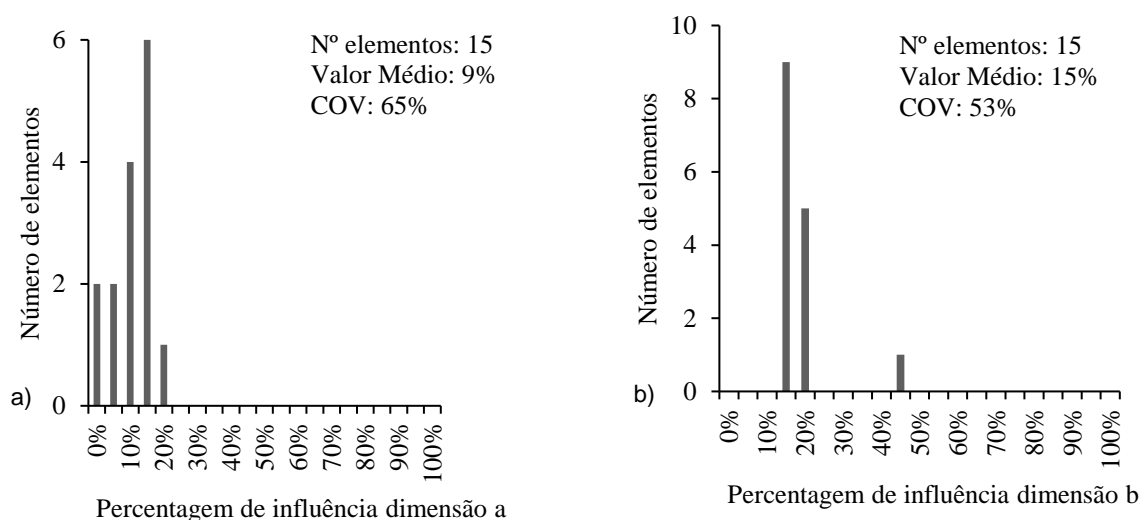 Nº elementos: 15
Valor Médio: 9%
COV: 65%
Número de elementos
6
4
2
0
a)
0%
10%
20%
30%
40%
50%
60%
70%
80%
90%
100%
Percentagem de influência dimensão a
Nº elementos: 15
Valor Médio: 15%
COV: 53%
Número de elementos
10
8
6
4
2
0
b)
0%
10%
20%
30%
40%
50%
60%
70%
80%
90%
100%
Percentagem de influência dimensão b